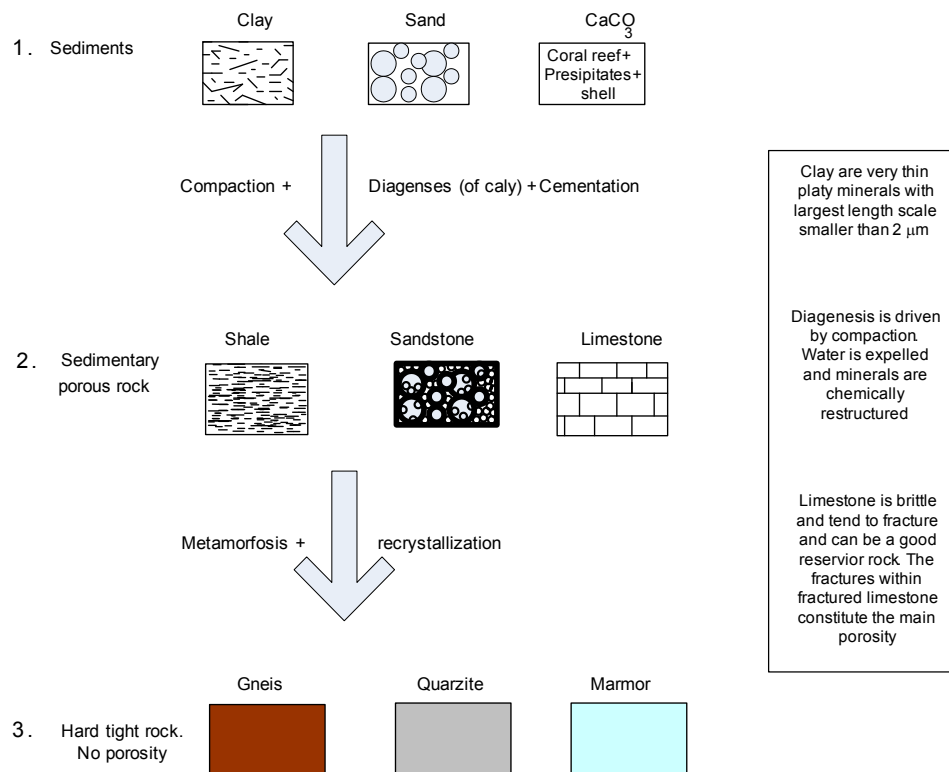 Clay
Sand
CaCO3
1. Sediments
Coral reef+
Presipitates+
shell
Compaction +
Diagenses (of caly) + Cementation
Clay are very thin
platy minerals with
largest length scale
smaller than 2 μm
Diagenesis is driven
by compaction.
Water is expelled
and minerals are
chemically
restructured
Limestone is brittle
and tend to fracture
and can be a good
reservior rock. The
fractures within
fractured limestone
constitute the main
porosity
Shale
Sandstone
Limestone
2. Sedimentary
porous rock
Metamorfosis +
recrystallization
Gneis
Quarzite
Marmor
3. Hard tight rock.
No porosity